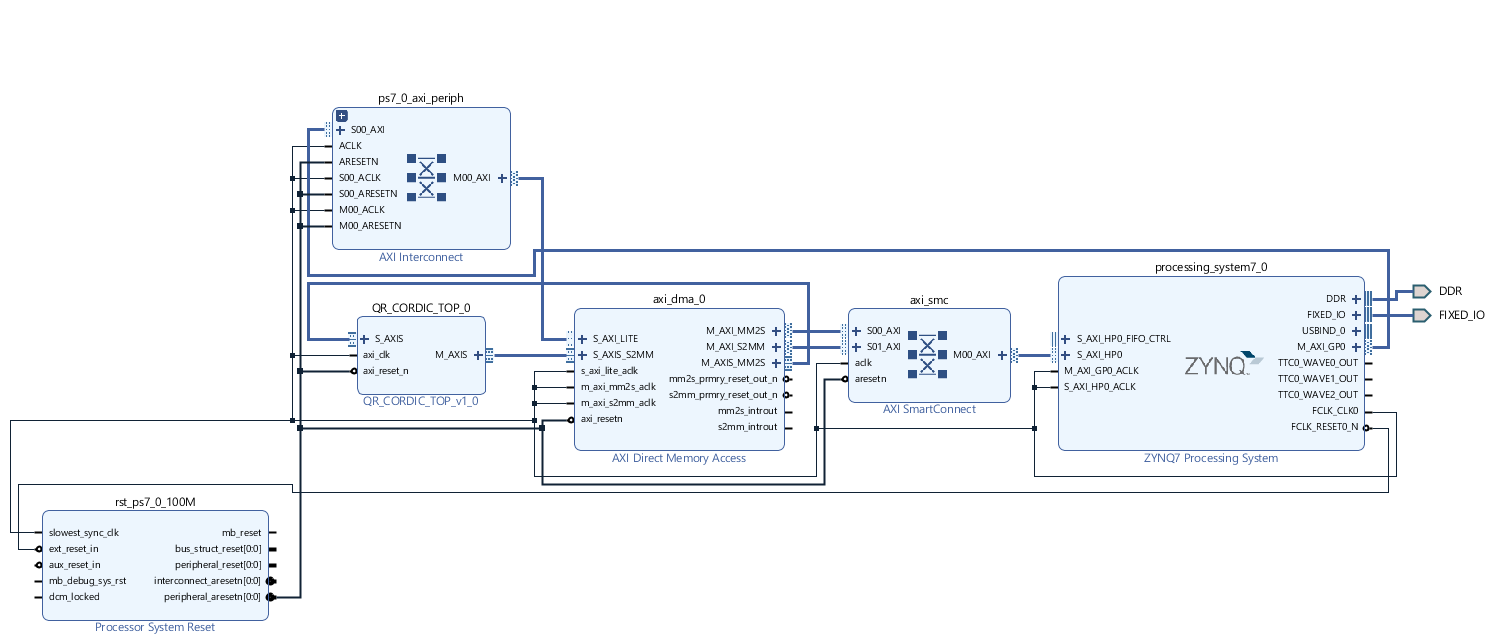 ps7_0_axi_periph
S00_AXI
ACLK
ARESETN
S00_ACLK
M00_AXI
S00_ARESETN
M00_ACLK
M00_ARESETN
AXI Interconnect
QR_CORDIC_TOP_0
S_AXIS
axi_clk
M_AXIS
axi_reset_n
QR_CORDIC_TOP_v1_0
axi_dma_0
S_AXI_LITE
S_AXIS_S2MM
s_axi_lite_aclk
m_axi_mm2s_aclk
m_axi_s2mm_aclk
axi_resetn
M_AXI_MM2S
M_AXI_S2MM
M_AXIS_MM2S
mm2s_prmry_reset_out_n
s2mm_prmry_reset_out_n
mm2s_introut
s2mm_introut
AXI Direct Memory Access
axi_smc
S00_AXI
S01_AXI
aclk
M00_AXI
aresetn
AXI SmartConnect
processing_system7_0
S_AXI_HP0_FIFO_CTRL
S_AXI_HP0
M_AXI_GP0_ACLK
S_AXI_HP0_ACLK
ZYNQ
DDR
FIXED_IO
USBIND_0
M_AXI_GP0
TTC0_WAVE0_OUT
TTC0_WAVE1_OUT
TTC0_WAVE2_OUT
FCLK_CLK0
FCLK_RESET0_N
ZYNQ7 Processing System
DDR
FIXED_IO
rst_ps7_0_100M
slowest_sync_clk
ext_reset_in
aux_reset_in
mb_debug_sys_rst
dcm_locked
mb_reset
bus_struct_reset[0:0]
peripheral_reset[0:0]
interconnect_aresetn[0:0]
peripheral_aresetn[0:0]
Processor System Reset